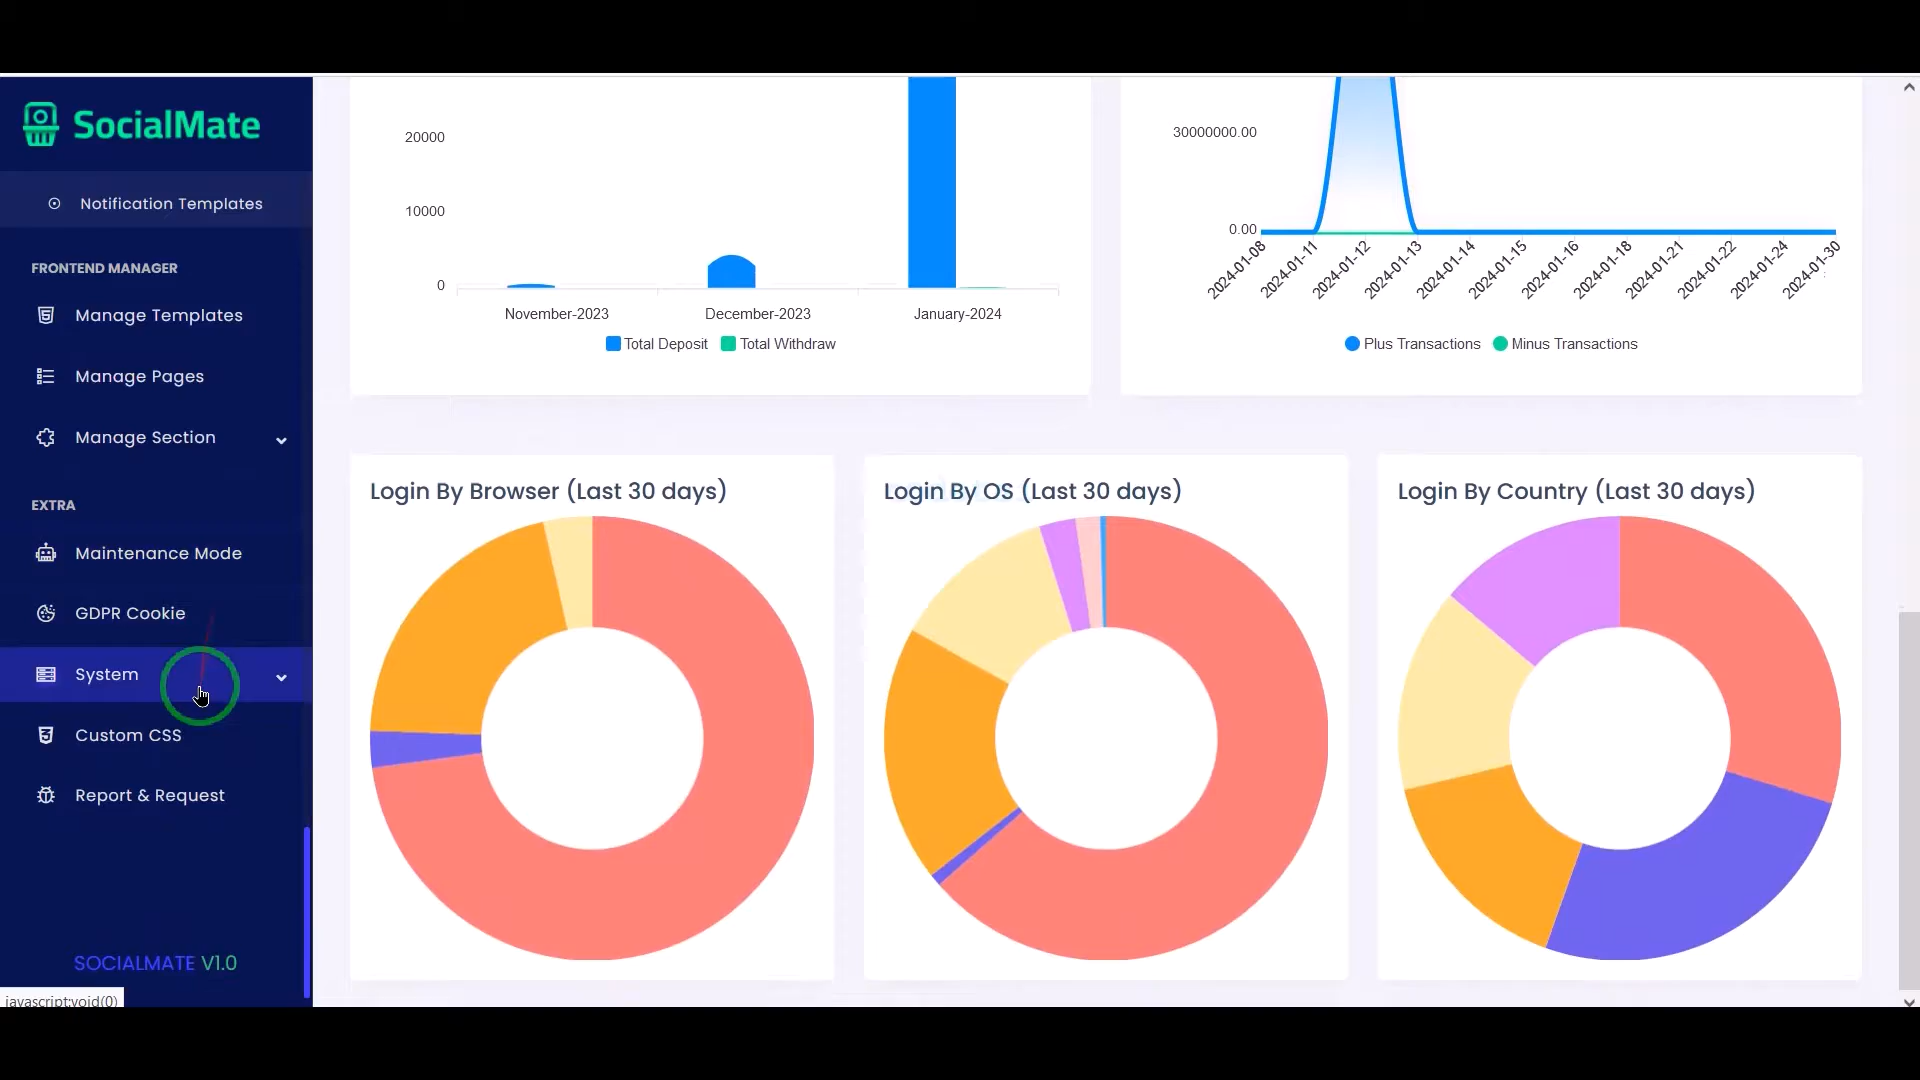 SocialMate
Notification Templates
FRONTEND MANAGER
Manage Templates
Manage Pages
Manage Section
EXTRA
Maintenance Mode
GDPR Cookie
System
Custom CSS
Report & Request
SOCIALMATE V1.0
javascript:void(0)
20000
10000
0
November-2023
December-2023
January-2024
Total Deposit
Total Withdraw
30000000.00
0.00
2024-01-08
2024-01-11
2024-01-12
2024-01-13
2024-01-14
2024-01-15
2024-01-16
2024-01-18
2024-01-21
2024-01-22
2024-01-24
2024-01-30
Plus Transactions
Minus Transactions
Login By Browser (Last 30 days)
Login By OS (Last 30 days)
Login By Country (Last 30 days)